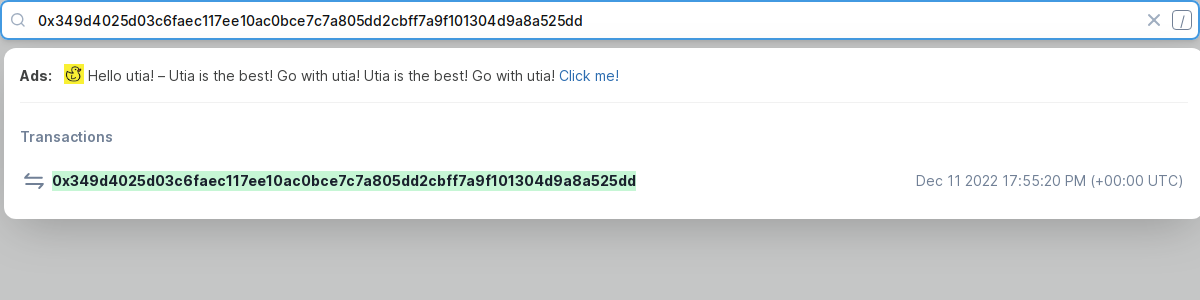 0x349d4025d03c6faec117ee10ac0bce7c7a805dd2cbff7a9f101304d9a8a525dd /
Ads: Hello utia! – Utia is the best! Go with utia! Utia is the best! Go with utia! Click me!
Transactions
0x349d4025d03c6faec117ee10ac0bce7c7a805dd2cbff7a9f101304d9a8a525dd Dec 11 2022 17:55:20 PM (+00:00 UTC)